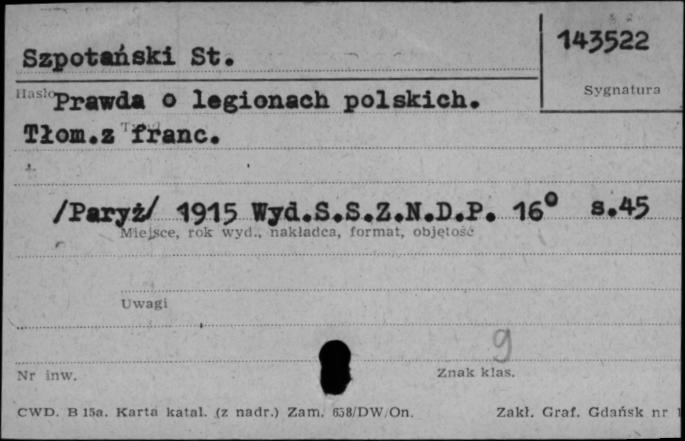 143522
Szpotański St.
Sygnatura
Hasło Prawda o legionach polskich.
Tłom.z franc.
/Paryż/ 1915 Wyd.S.S.Z.N.D.P. 16° s.45
Miejsce, rok wyd., nakładca, format, objętość
Uwagi
9
Nr inw. Znak klas.
CWD. B 15a. Karta katal. (z nadr.) Zam. 658/DW/On. Zakł. Graf. Gdańsk nr